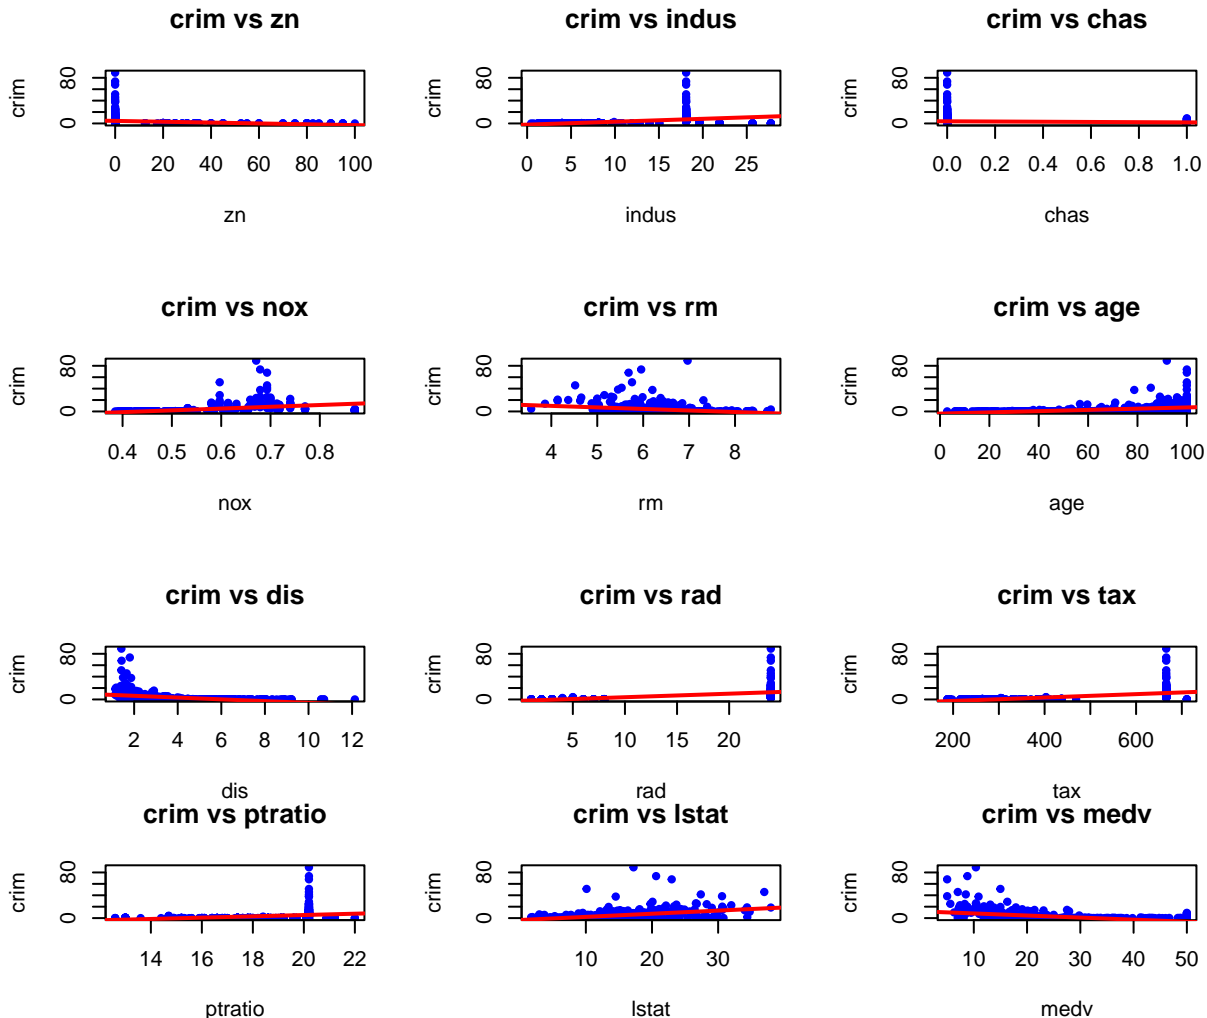 crim vs zn
crim
0 80
0 20 40 60 80 100
zn
crim vs indus
crim
0 80
0 5 10 15 20 25
indus
crim vs chas
crim
0 80
0.0 0.2 0.4 0.6 0.8 1.0
chas
crim vs nox
crim
0 80
0.4 0.5 0.6 0.7 0.8
nox
crim vs rm
crim
0 80
4 5 6 7 8
rm
crim vs age
crim
0 80
0 20 40 60 80 100
age
crim vs dis
crim
0 80
2 4 6 8 10 12
dis
crim vs rad
crim
0 80
5 10 15 20
rad
crim vs tax
crim
0 80
200 400 600
tax
crim vs ptratio
crim
0 80
14 16 18 20 22
ptratio
crim vs lstat
crim
0 80
10 20 30
lstat
crim vs medv
crim
0 80
10 20 30 40 50
medv